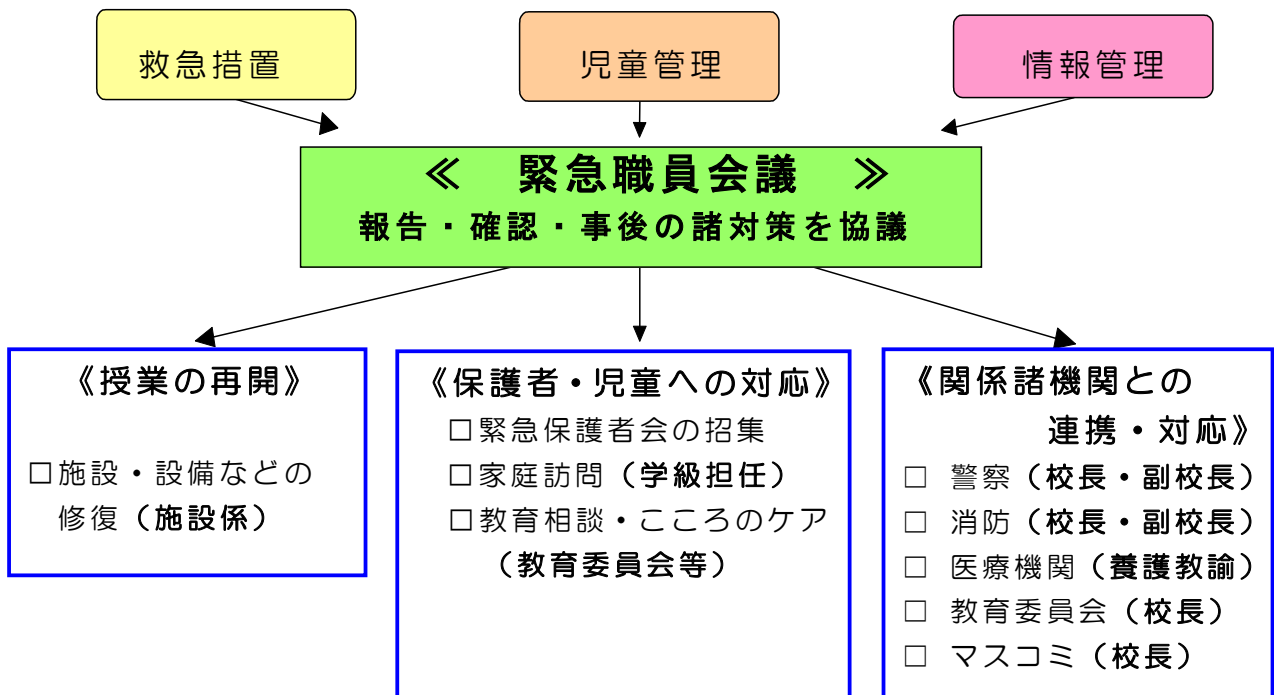 救急措置
児童管理
情報管理
≪ 緊急職員会議 ≫
報告・確認・事後の諸対策を協議
《授業の再開》
□施設・設備などの
修復（施設係）
《保護者・児童への対応》
□緊急保護者会の招集
□家庭訪問（学級担任）
□教育相談・こころのケア
（教育委員会等）
《関係諸機関との
連携・対応》
□ 警察（校長・副校長）
□ 消防（校長・副校長）
□ 医療機関（養護教諭）
□ 教育委員会（校長）
□ マスコミ（校長）